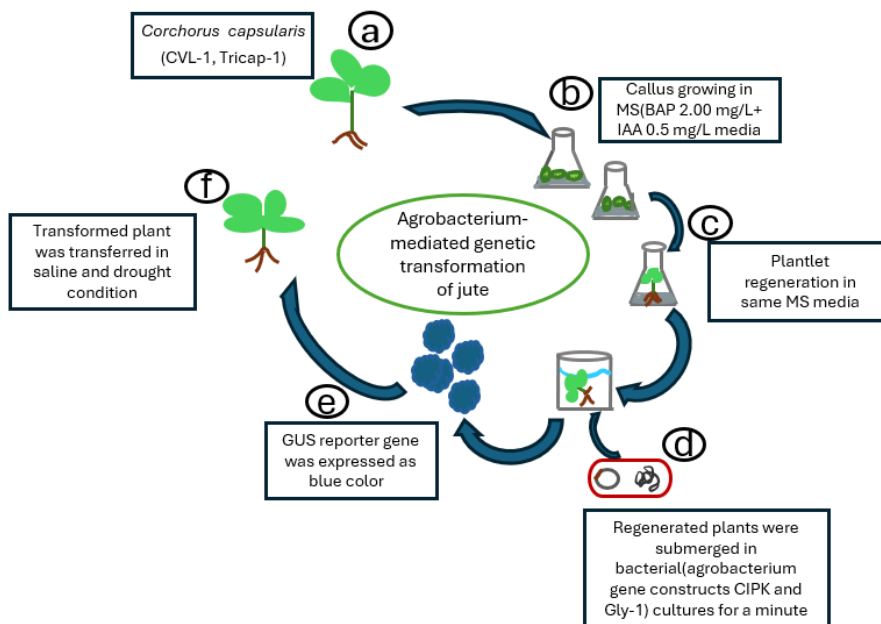 a
Corchorus capsularis
(CVL-1, Tricap-1)
b
Callus growing in
MS(BAP 2.00 mg/L+
IAA 0.5 mg/L media
c
Plantlet
regeneration in
same MS media
d
Regenerated plants were
submerged in
bacterial(agrobacterium
gene constructs CIPK and
Gly-1) cultures for a minute
e
GUS reporter gene
was expressed as
blue color
f
Transformed plant
was transferred in
saline and drought
condition
Agrobacterium-
mediated genetic
transformation
of jute